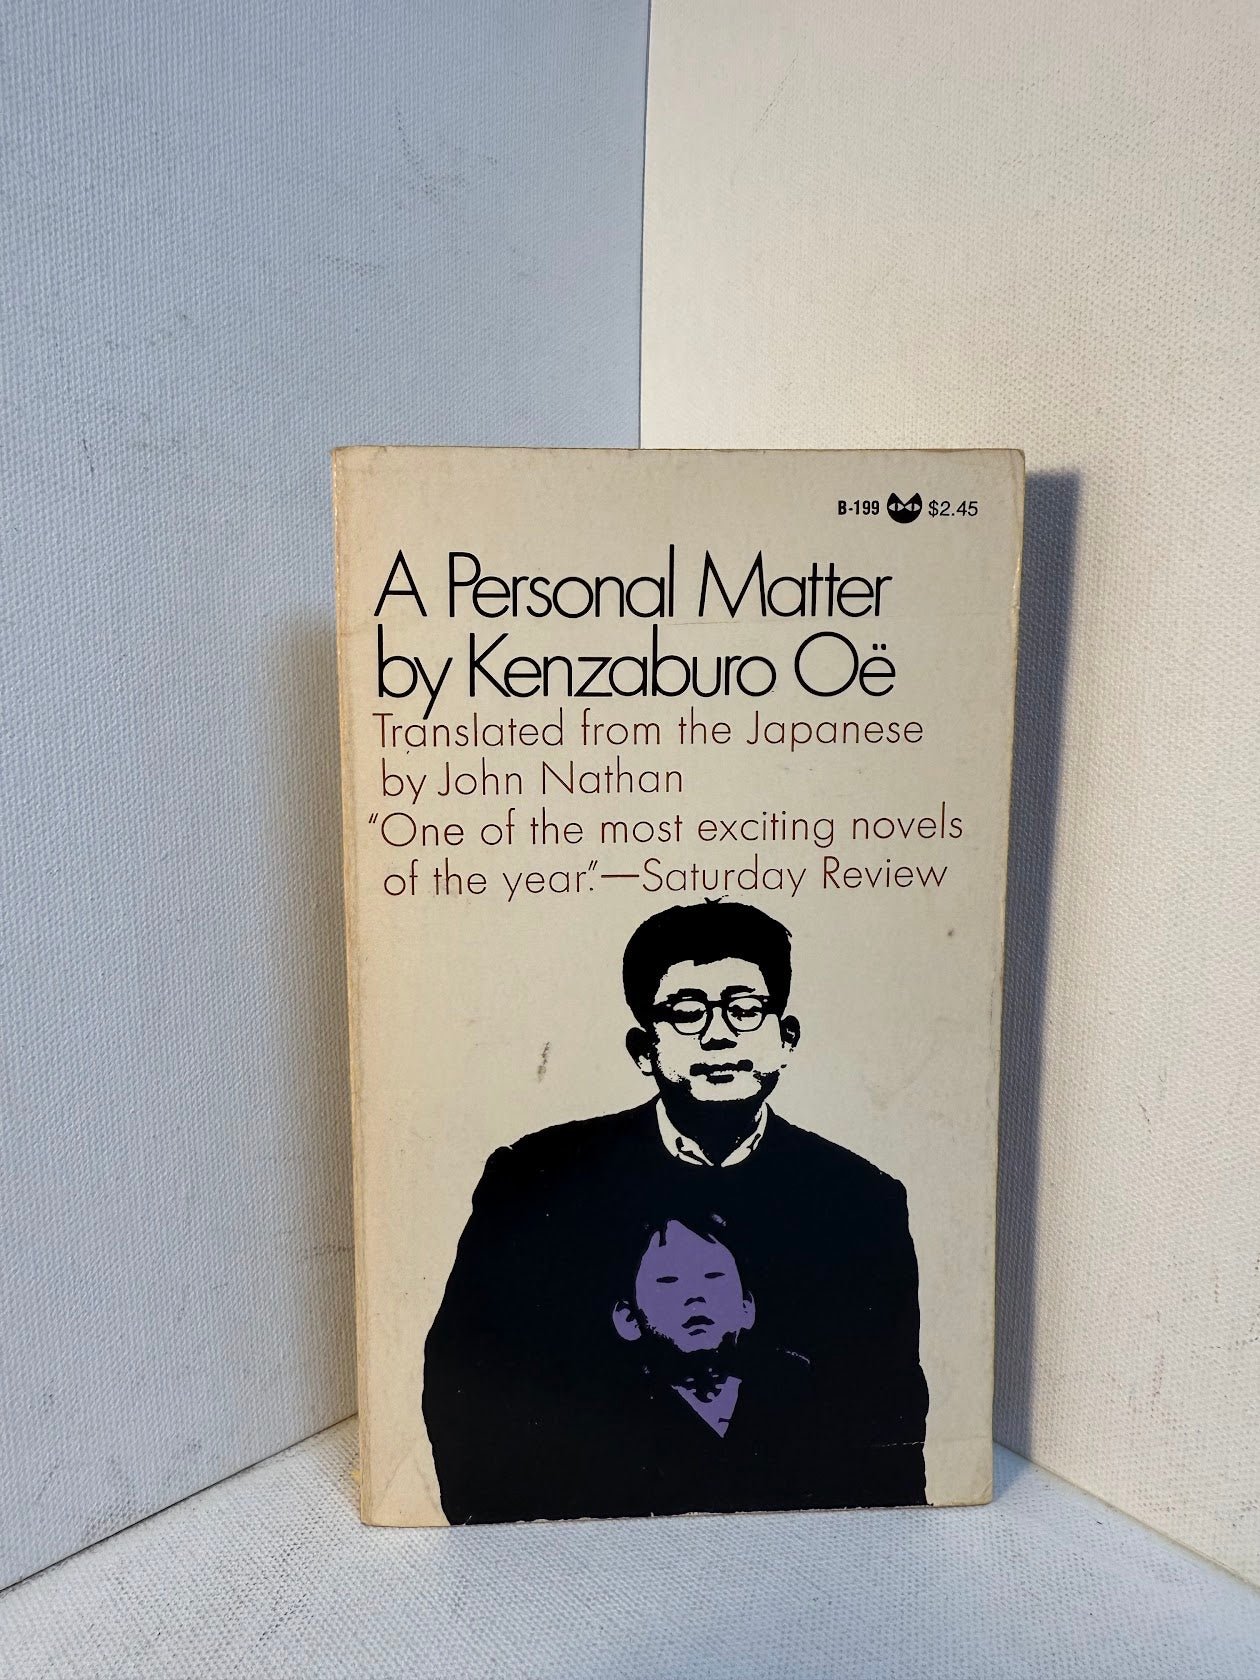 B-199 $2.45
A Personal Matter
by Kenzaburo Oë
Translated from the Japanese
by John Nathan
“One of the most exciting novels
of the year.”—Saturday Review